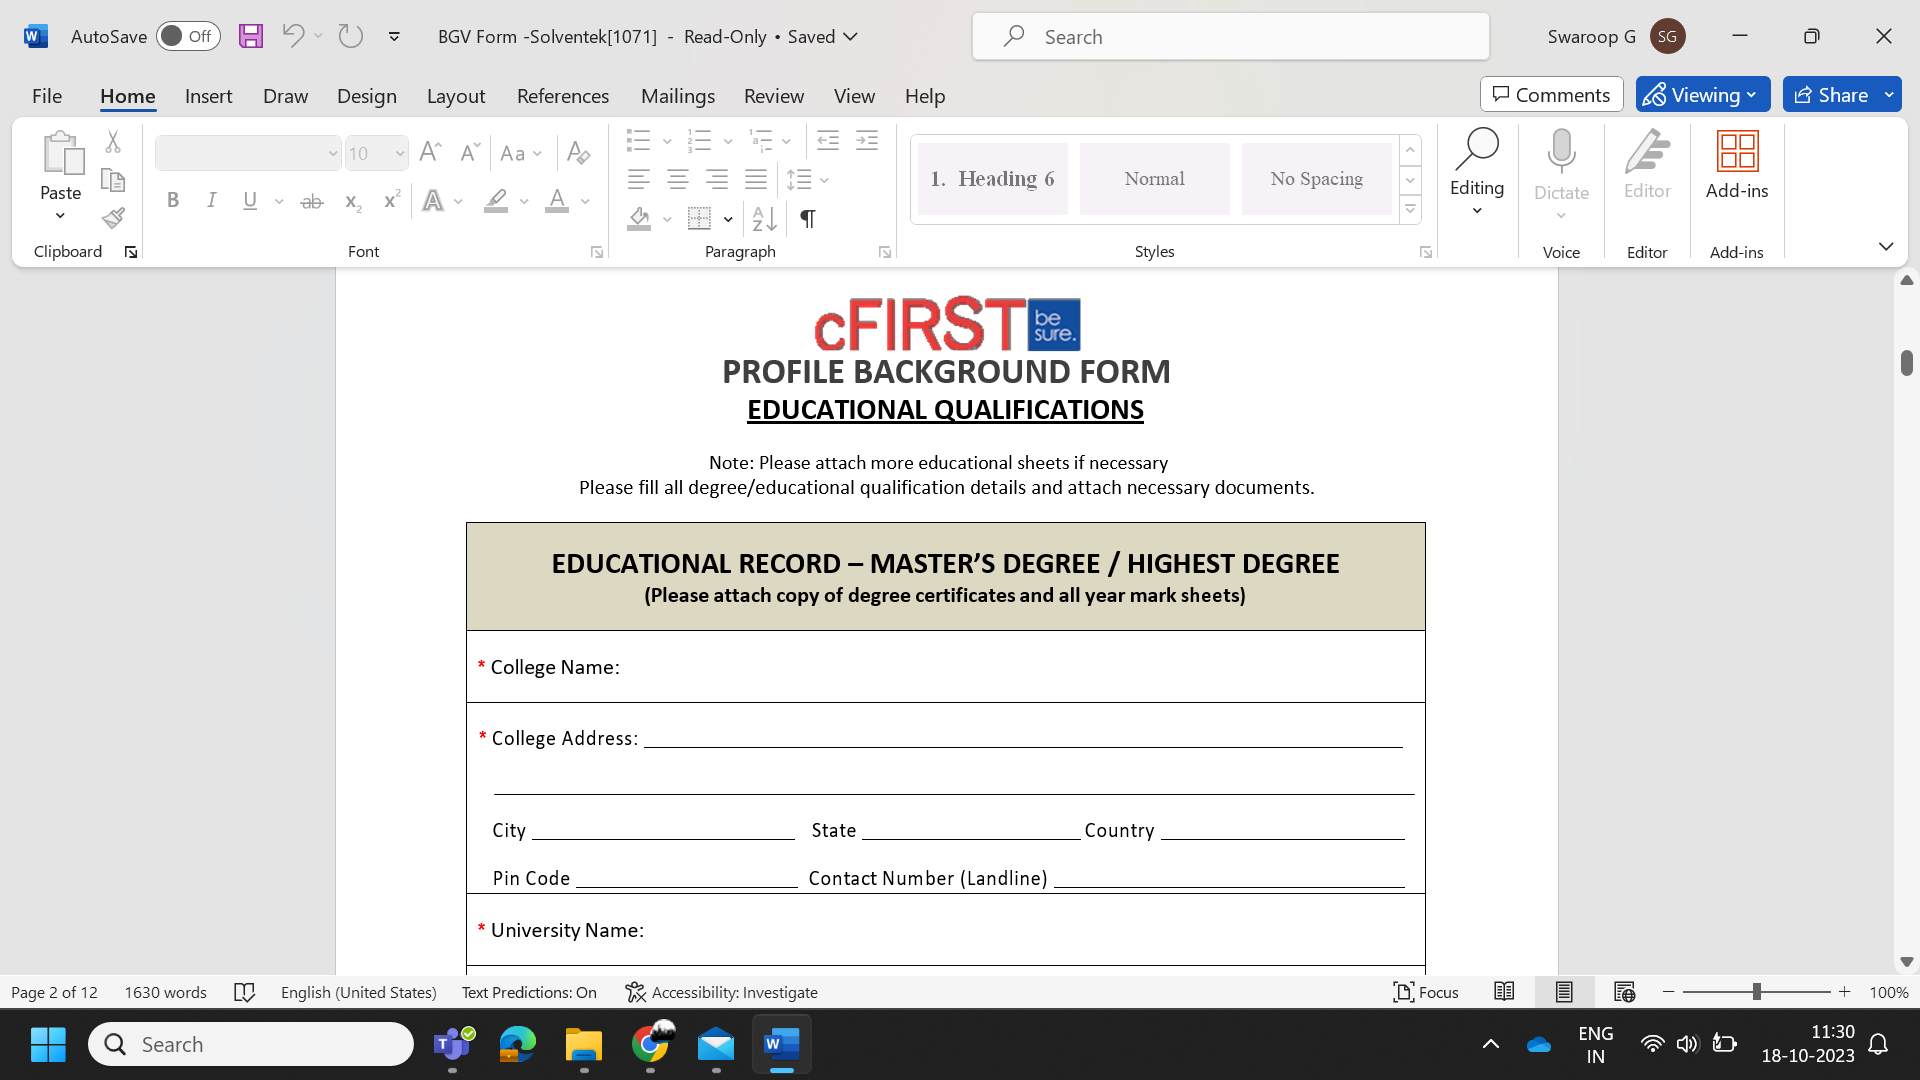 AutoSave Off BGV Form -Solventek[1071] - Read-Only • Saved Search Swaroop G SG
File Home Insert Draw Design Layout References Mailings Review View Help Comments Viewing Share
Paste 10 Aa 1. Heading 6 Normal No Spacing Editing Dictate Editor Add-ins
Clipboard Font Paragraph Styles Voice Editor Add-ins
cFIRST be sure.
PROFILE BACKGROUND FORM
EDUCATIONAL QUALIFICATIONS
Note: Please attach more educational sheets if necessary
Please fill all degree/educational qualification details and attach necessary documents.
EDUCATIONAL RECORD – MASTER’S DEGREE / HIGHEST DEGREE
(Please attach copy of degree certificates and all year mark sheets)
* College Name:
* College Address:
City State Country
Pin Code Contact Number (Landline)
* University Name:
Page 2 of 12 1630 words English (United States) Text Predictions: On Accessibility: Investigate Focus 100%
Search ENG IN 11:30
18-10-2023